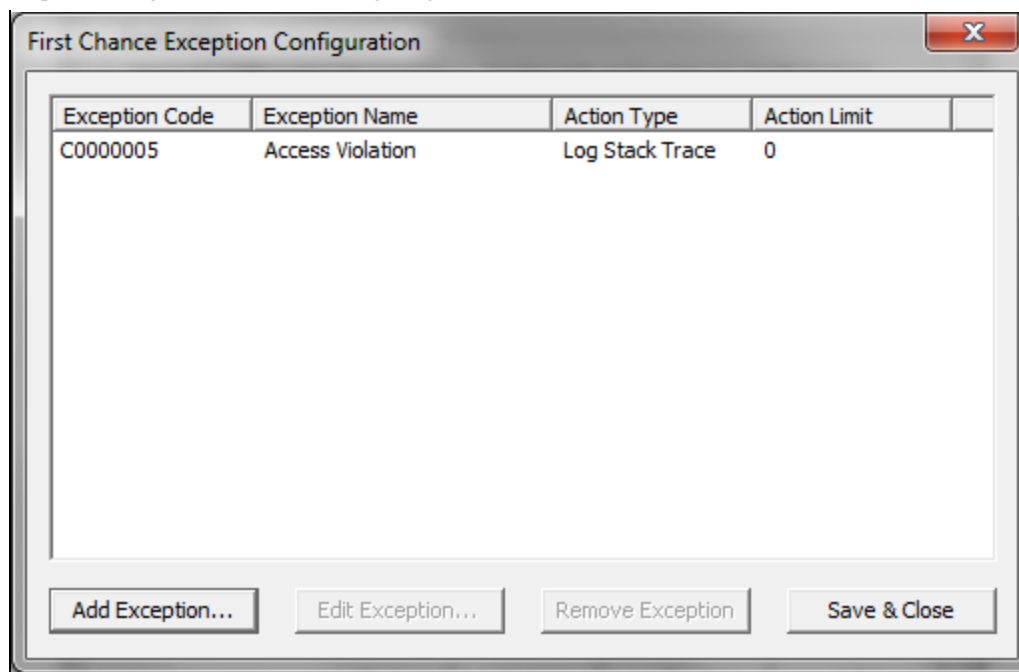 First Chance Exception Configuration
Exception Code Exception Name Action Type Action Limit
C0000005 Access Violation Log Stack Trace 0
Add Exception... Edit Exception... Remove Exception Save & Close